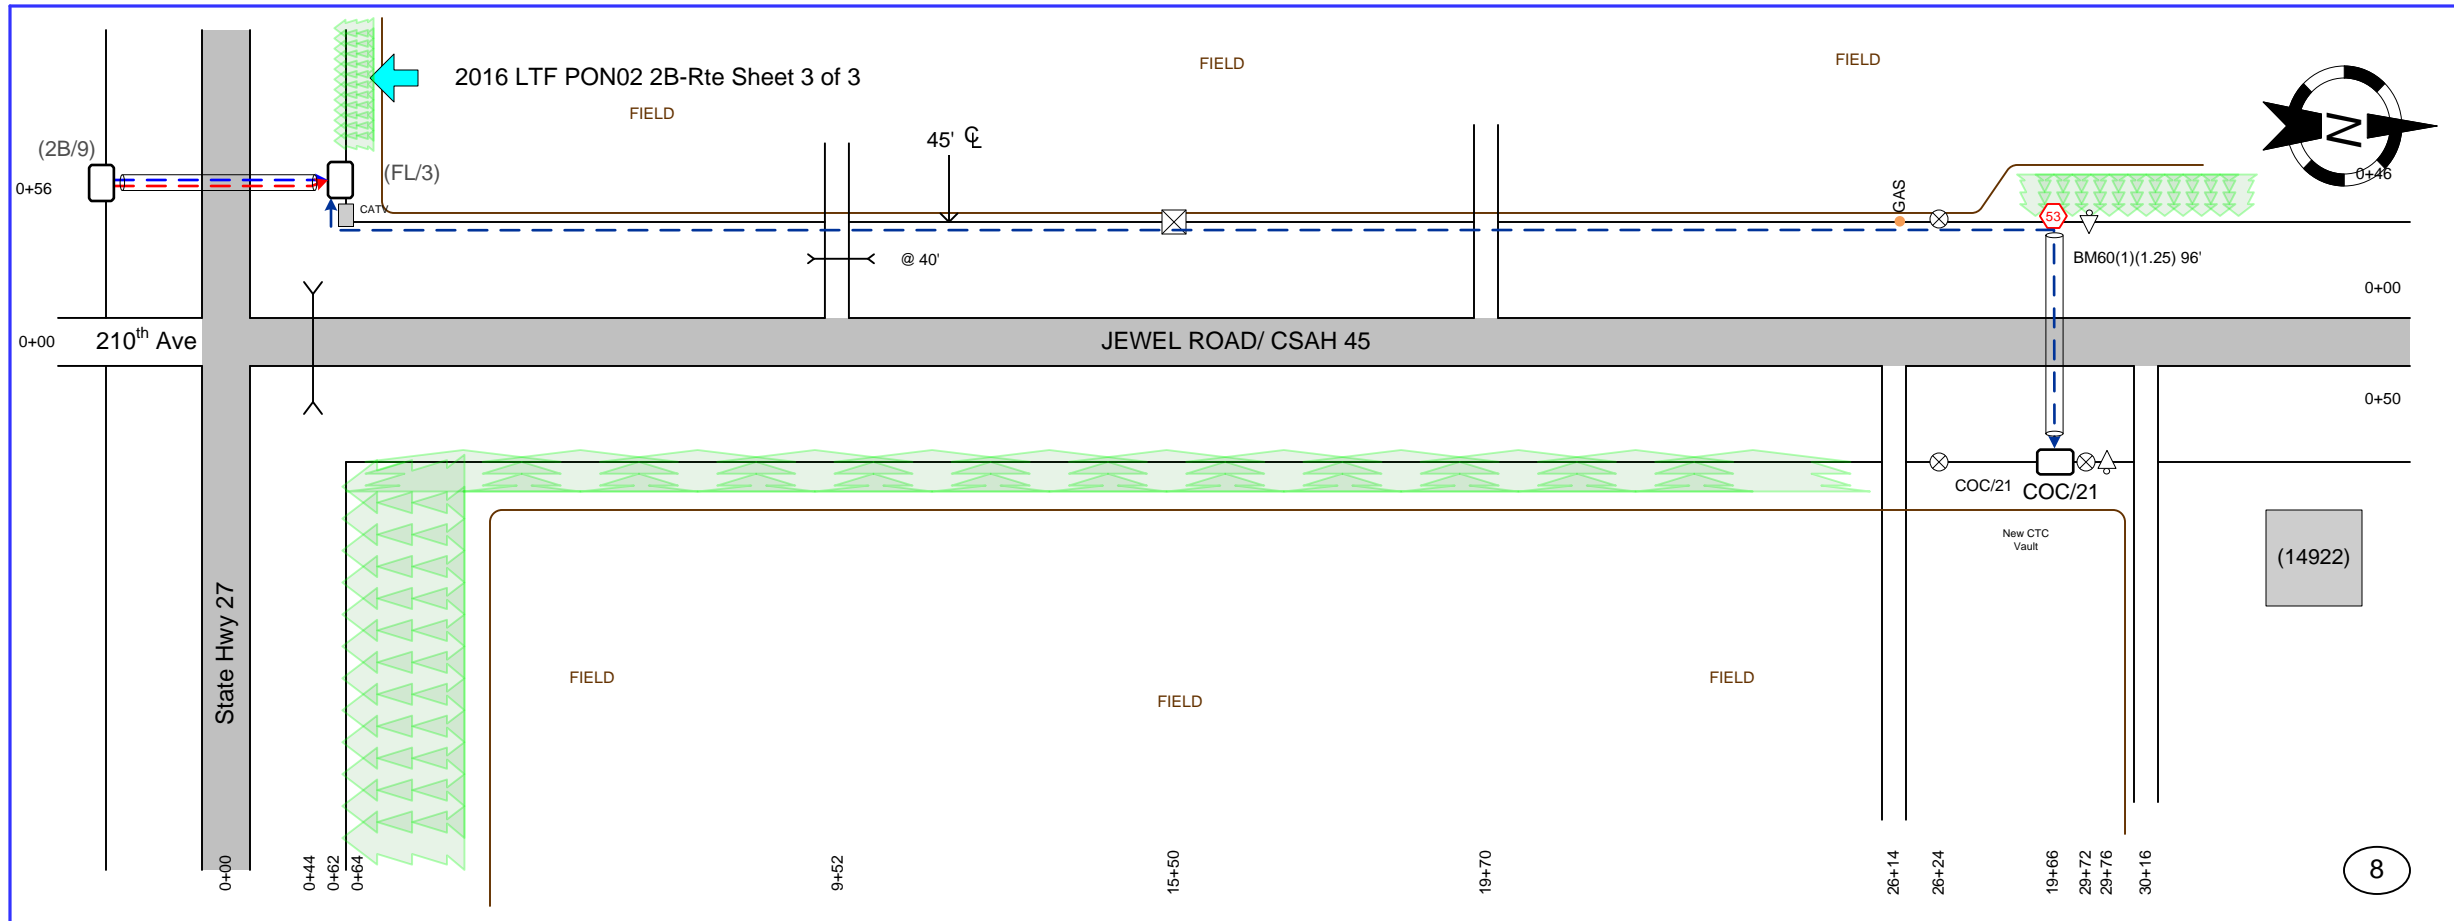 FIELD
FIELD
2016 LTF PON02 2B-Rte Sheet 3 of 3
FIELD
N
45' ℄
(2B/9)
(FL/3)
0+56
0+46
GAS
CATV
53
@ 40'
BM60(1)(1.25) 96'
0+00
0+00
210th Ave
JEWEL ROAD/ CSAH 45
0+50
COC/21
COC/21
New CTC
Vault
(14922)
State Hwy 27
FIELD
FIELD
FIELD
0+00
0+44
0+62
0+64
9+52
15+50
19+70
26+14
26+24
19+66
29+72
29+76
30+16
8